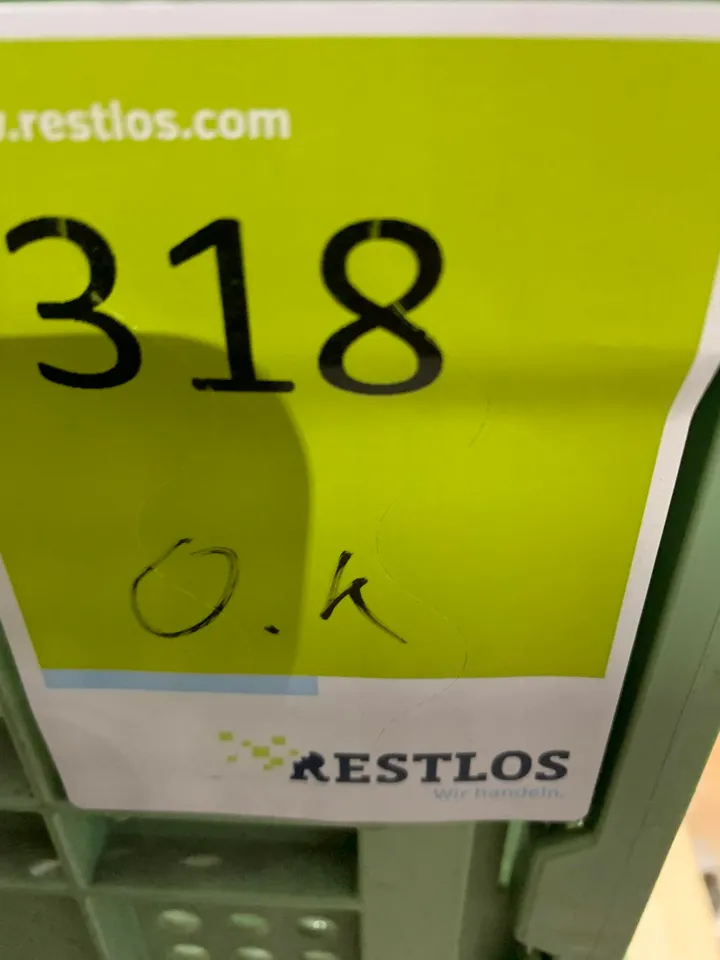 .restlos.com
318
O.K
RESTLOS
Wir handeln.